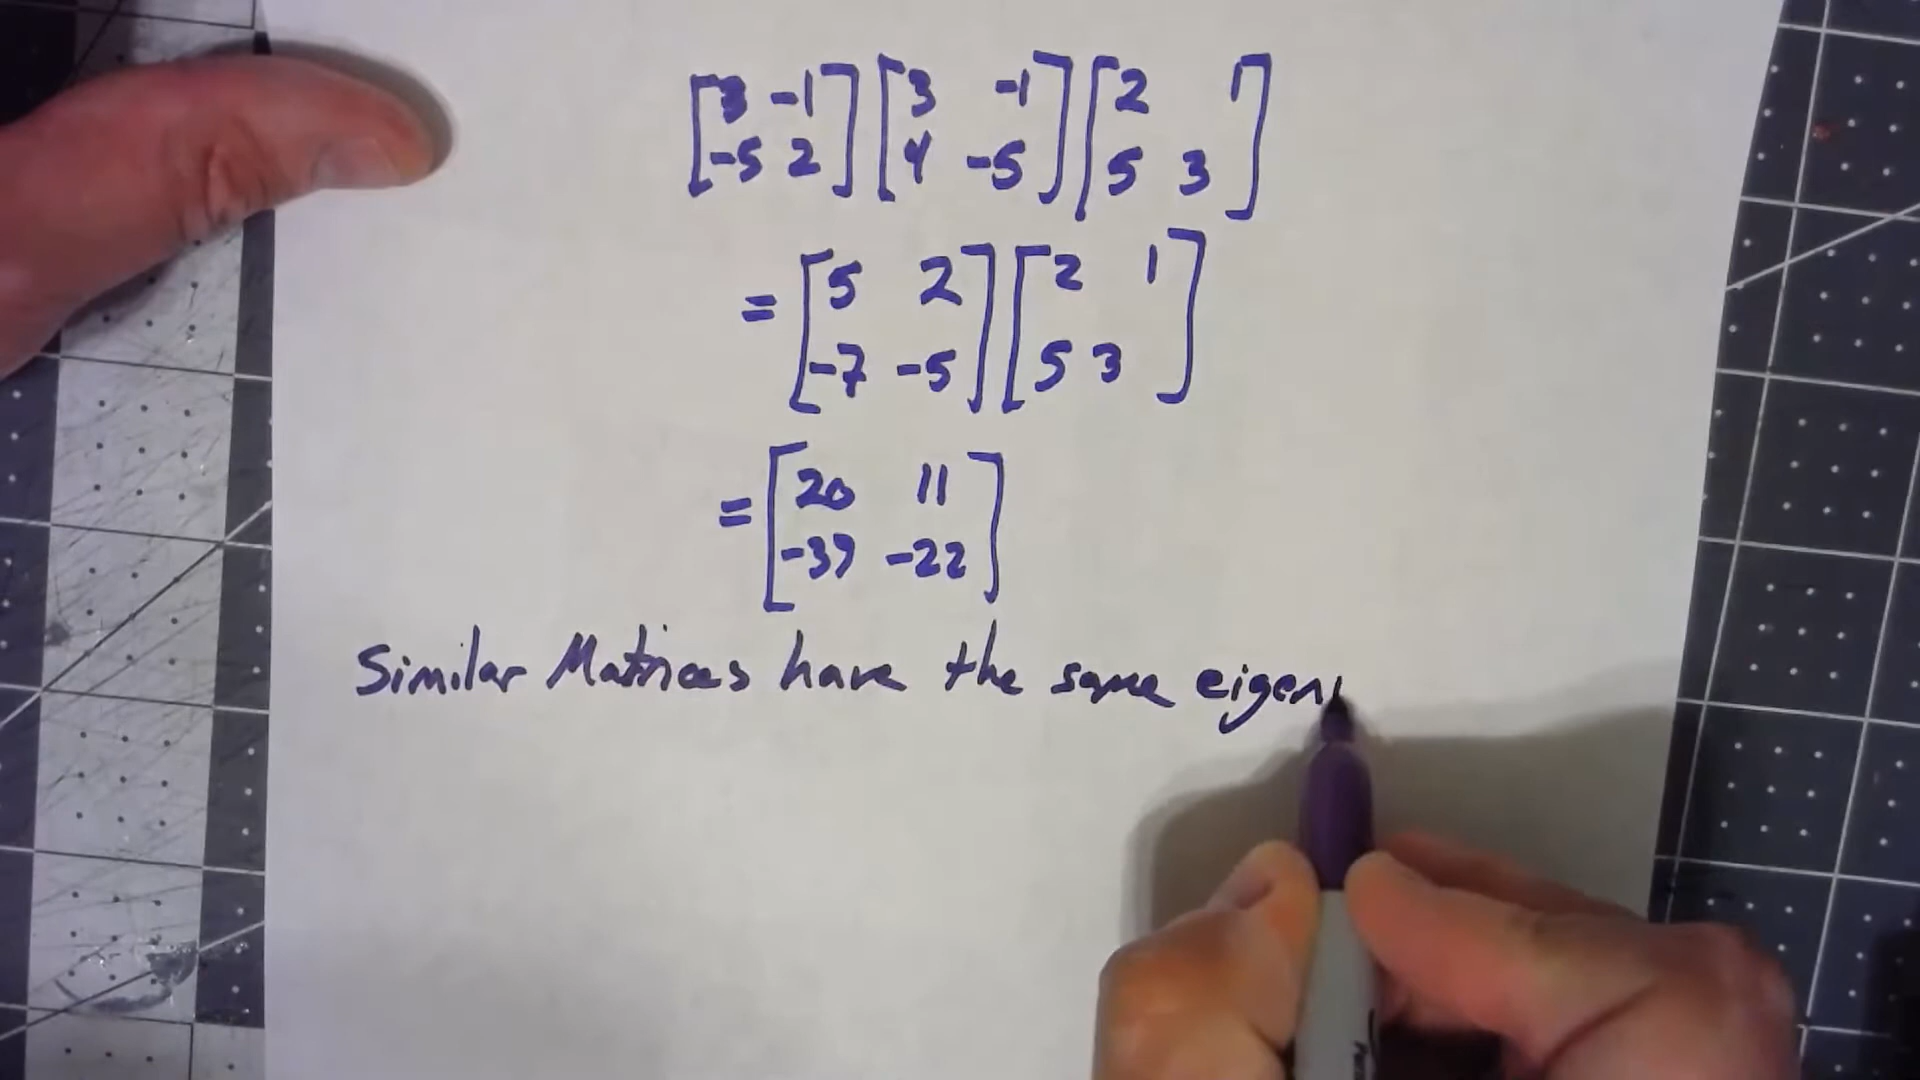 [3 -1 [3 -1 [2 1
-5 2] 4 -5] 5 3]
= [5 2 [2 1
-7 -5] 5 3]
= [20 11
-39 -22]
Similar Matrices have the same eigen